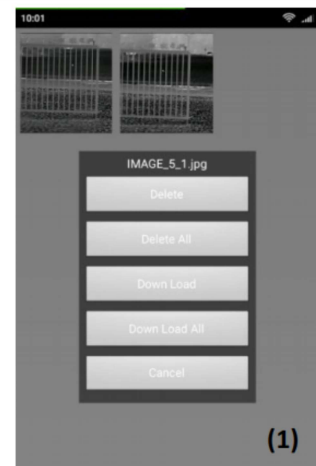 10:01
IMAGE_5_1.jpg
Delete
Delete All
Down Load
Down Load All
Cancel
(1)